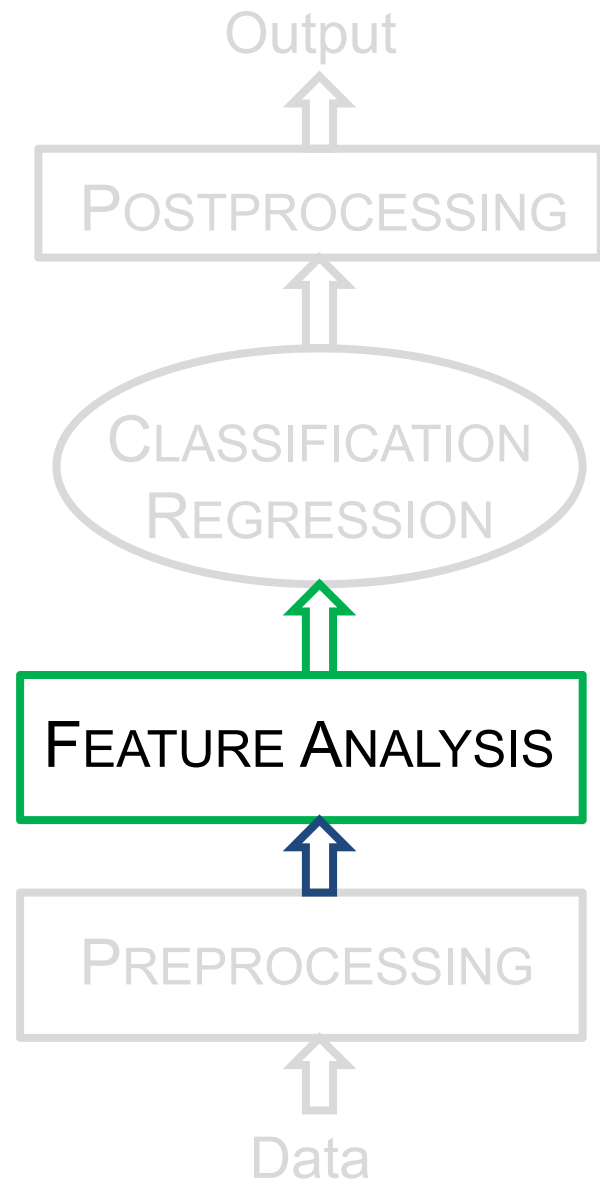 Output
POSTPROCESSING
CLASSIFICATION
REGRESSION
FEATURE ANALYSIS
PREPROCESSING
Data